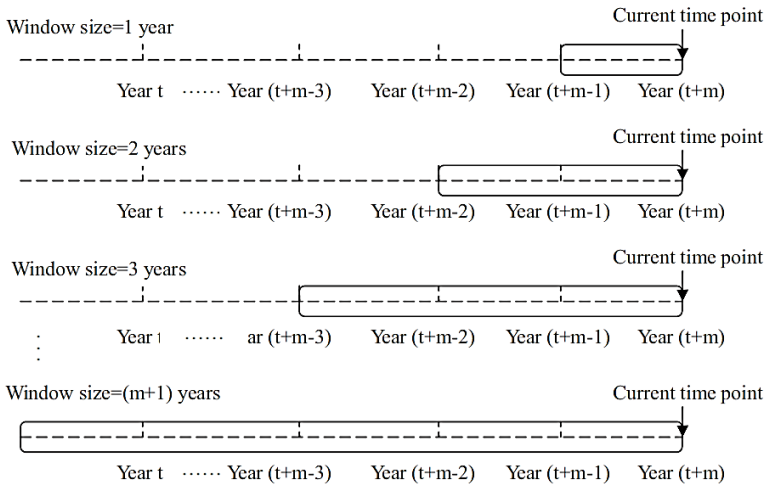 Window size=1 year
Current time point
Year t ⋯⋯ Year (t+m-3) Year (t+m-2) Year (t+m-1) Year (t+m)
Window size=2 years
Current time point
Year t ⋯⋯ Year (t+m-3) Year (t+m-2) Year (t+m-1) Year (t+m)
Window size=3 years
Current time point
Year ⋯⋯ ar (t+m-3) Year (t+m-2) Year (t+m-1) Year (t+m)
⋮
Window size=(m+1) years
Current time point
Year t ⋯⋯ Year (t+m-3) Year (t+m-2) Year (t+m-1) Year (t+m)